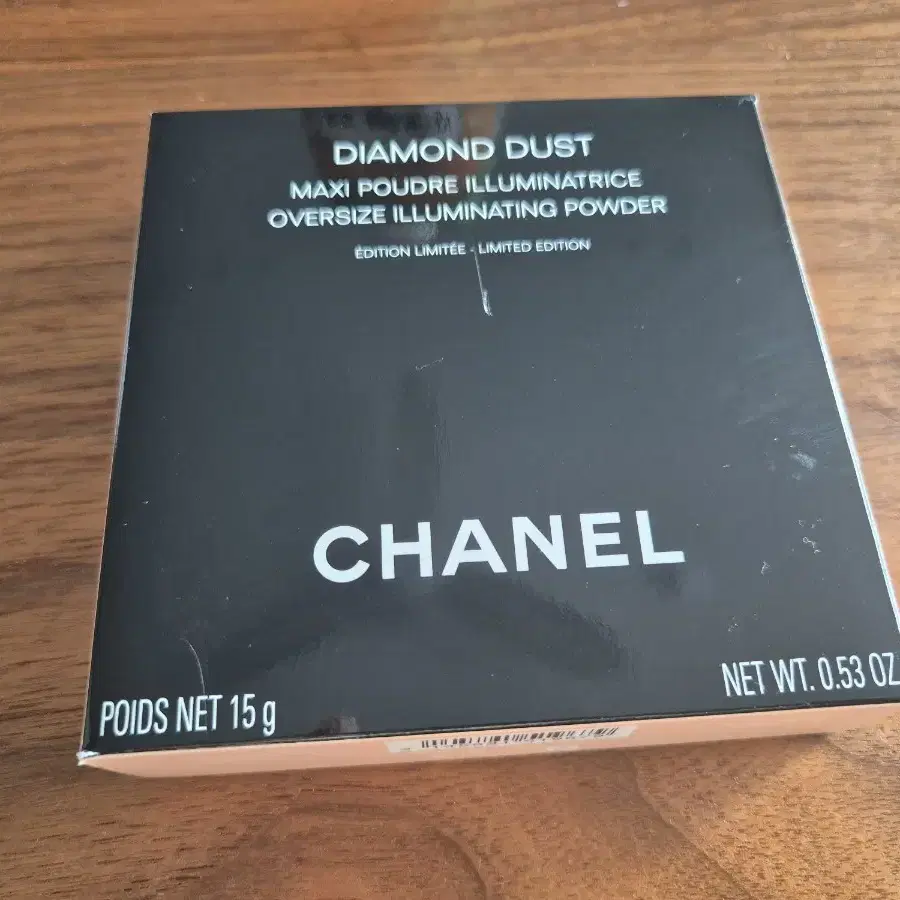 DIAMOND DUST
MAXI POUDRE ILLUMINATRICE
OVERSIZE ILLUMINATING POWDER
ÉDITION LIMITÉE - LIMITED EDITION
CHANEL
POIDS NET 15 g
NET WT. 0.53 OZ